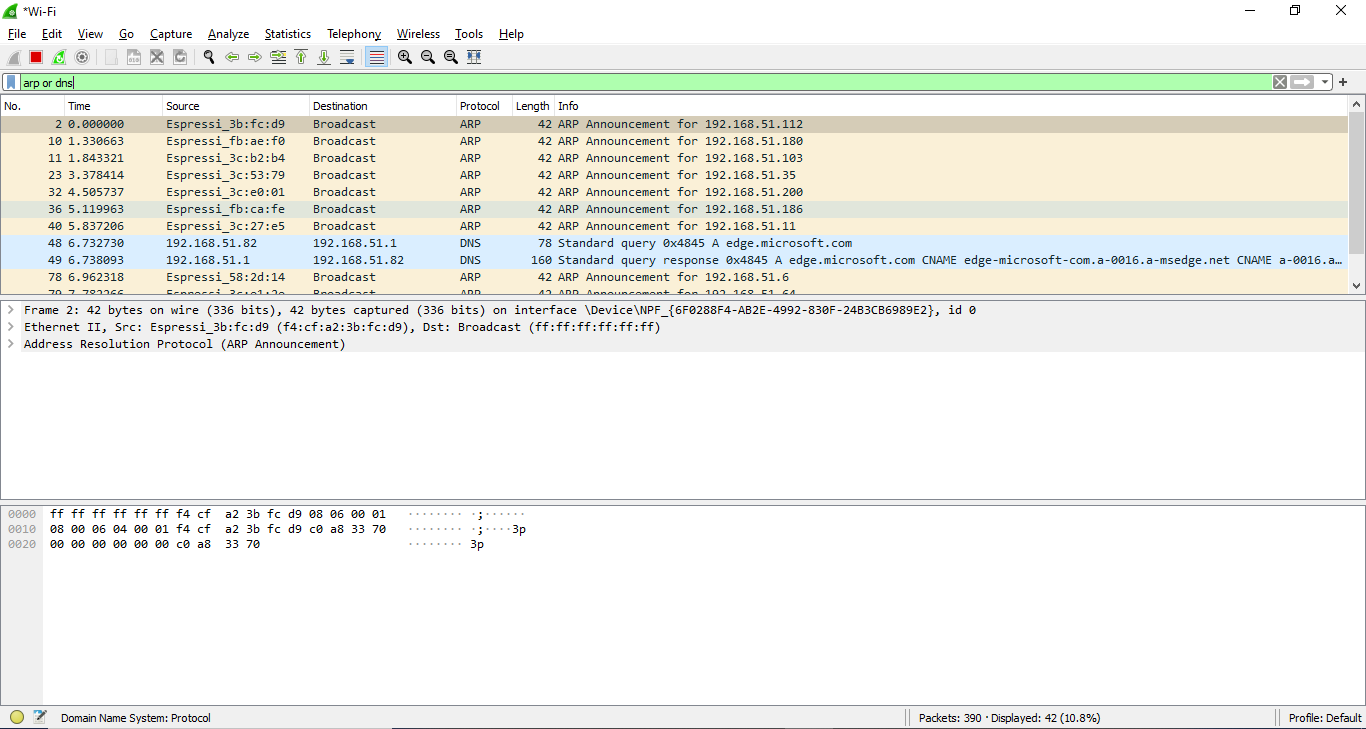 *Wi-Fi
File Edit View Go Capture Analyze Statistics Telephony Wireless Tools Help
arp or dns
No. Time Source Destination Protocol Length Info
2 0.000000 Espressi_3b:fc:d9 Broadcast ARP 42 ARP Announcement for 192.168.51.112
10 1.330663 Espressi_fb:ae:f0 Broadcast ARP 42 ARP Announcement for 192.168.51.180
11 1.843321 Espressi_3c:b2:b4 Broadcast ARP 42 ARP Announcement for 192.168.51.103
23 3.378414 Espressi_3c:53:79 Broadcast ARP 42 ARP Announcement for 192.168.51.35
32 4.505737 Espressi_3c:e0:01 Broadcast ARP 42 ARP Announcement for 192.168.51.200
36 5.119963 Espressi_fb:ca:fe Broadcast ARP 42 ARP Announcement for 192.168.51.186
40 5.837206 Espressi_3c:27:e5 Broadcast ARP 42 ARP Announcement for 192.168.51.11
48 6.732730 192.168.51.82 192.168.51.1 DNS 78 Standard query 0x4845 A edge.microsoft.com
49 6.738093 192.168.51.1 192.168.51.82 DNS 160 Standard query response 0x4845 A edge.microsoft.com CNAME edge-microsoft-com.a-0016.a-msedge.net CNAME a-0016.a…
78 6.962318 Espressi_58:2d:14 Broadcast ARP 42 ARP Announcement for 192.168.51.6
Frame 2: 42 bytes on wire (336 bits), 42 bytes captured (336 bits) on interface \Device\NPF_{6F0288F4-AB2E-4992-830F-24B3CB6989E2}, id 0
Ethernet II, Src: Espressi_3b:fc:d9 (f4:cf:a2:3b:fc:d9), Dst: Broadcast (ff:ff:ff:ff:ff:ff)
Address Resolution Protocol (ARP Announcement)
0000 ff ff ff ff ff ff f4 cf a2 3b fc d9 08 06 00 01 ········ ·;······
0010 08 00 06 04 00 01 f4 cf a2 3b fc d9 c0 a8 33 70 ········ ·;····3p
0020 00 00 00 00 00 00 c0 a8 33 70 ········ 3p
Domain Name System: Protocol
Packets: 390 · Displayed: 42 (10.8%)
Profile: Default